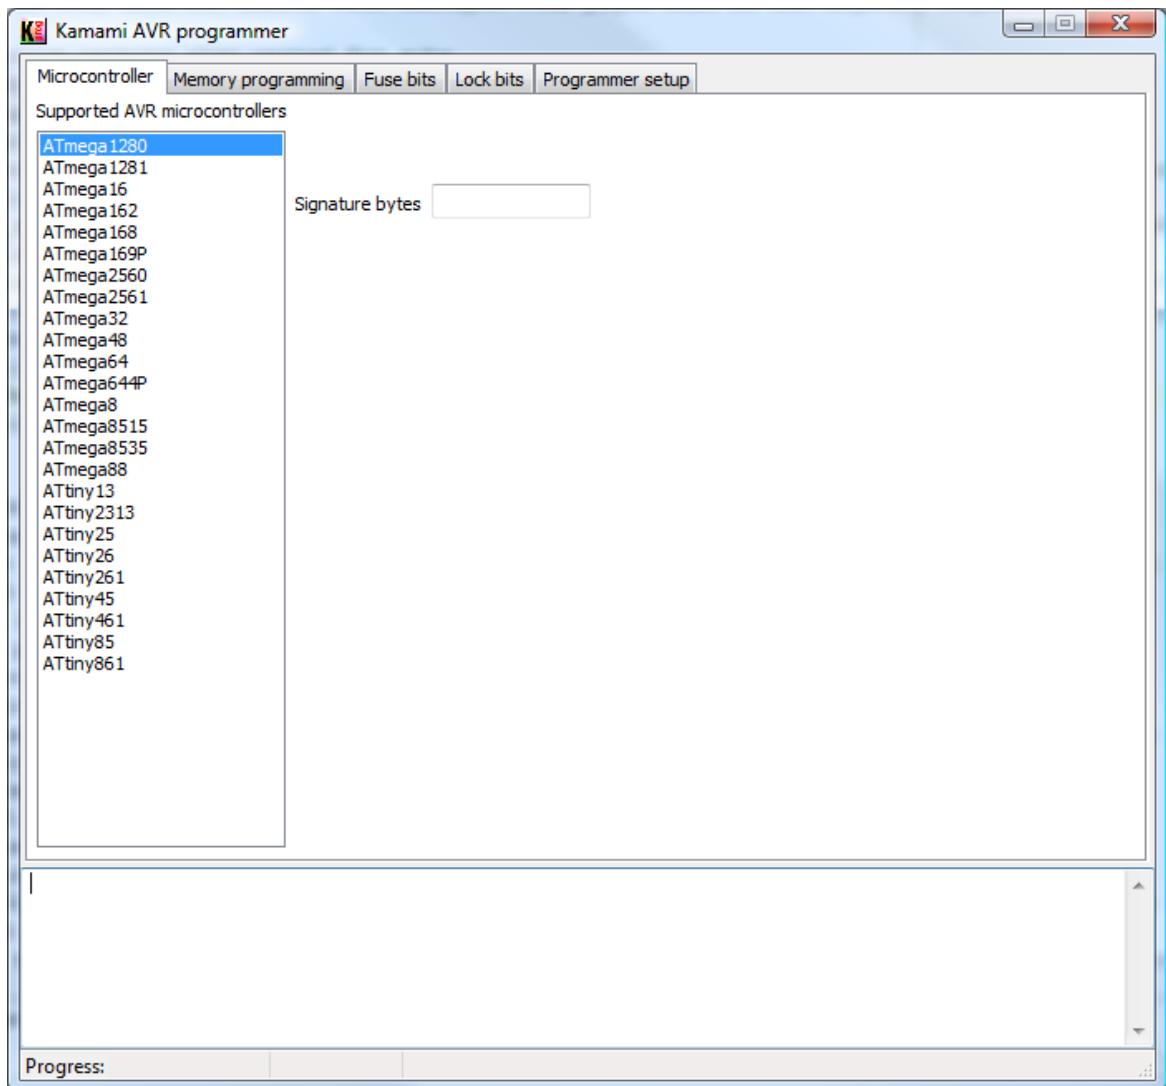 Kamami AVR programmer
Microcontroller Memory programming Fuse bits Lock bits Programmer setup
Supported AVR microcontrollers
ATmega1280
ATmega1281
ATmega16
ATmega162
ATmega168
ATmega169P
ATmega2560
ATmega2561
ATmega32
ATmega48
ATmega64
ATmega644P
ATmega8
ATmega8515
ATmega8535
ATmega88
ATtiny13
ATtiny2313
ATtiny25
ATtiny26
ATtiny261
ATtiny45
ATtiny461
ATtiny85
ATtiny861
Signature bytes
Progress: